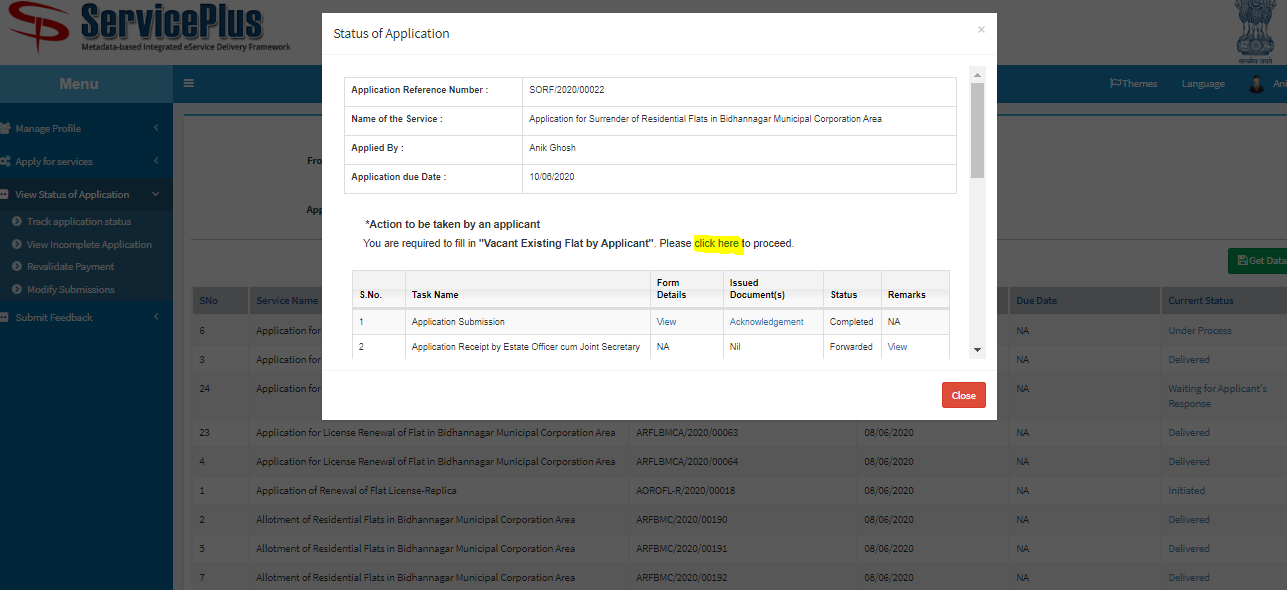 ServicePlus
Metadata-based Integrated eService Delivery Framework
सत्यमेव जयते
Menu
Themes
Language
Ani
Manage Profile
Apply for services
View Status of Application
Track application status
View Incomplete Application
Revalidate Payment
Modify Submissions
Submit Feedback
Fro
App
Get Data
Status of Application
×
Application Reference Number : SORF/2020/00022
Name of the Service : Application for Surrender of Residential Flats in Bidhannagar Municipal Corporation Area
Applied By : Anik Ghosh
Application due Date : 10/06/2020
*Action to be taken by an applicant
You are required to fill in "Vacant Existing Flat by Applicant". Please click here to proceed.
S.No. Task Name Form Details Issued Document(s) Status Remarks
1 Application Submission View Acknowledgement Completed NA
2 Application Receipt by Estate Officer cum Joint Secretary NA Nil Forwarded View
Close
SNo Service Name Due Date Current Status
6 Application for NA Under Process
3 Application for NA Delivered
24 Application for NA Waiting for Applicant's Response
23 Application for License Renewal of Flat in Bidhannagar Municipal Corporation Area ARFLBMCA/2020/00063 08/06/2020 NA Delivered
4 Application for License Renewal of Flat in Bidhannagar Municipal Corporation Area ARFLBMCA/2020/00064 08/06/2020 NA Delivered
1 Application of Renewal of Flat License-Replica AOROFL-R/2020/00018 08/06/2020 NA Initiated
2 Allotment of Residential Flats in Bidhannagar Municipal Corporation Area ARFBMC/2020/00190 08/06/2020 NA Delivered
5 Allotment of Residential Flats in Bidhannagar Municipal Corporation Area ARFBMC/2020/00191 08/06/2020 NA Delivered
7 Allotment of Residential Flats in Bidhannagar Municipal Corporation Area ARFBMC/2020/00192 08/06/2020 NA Delivered